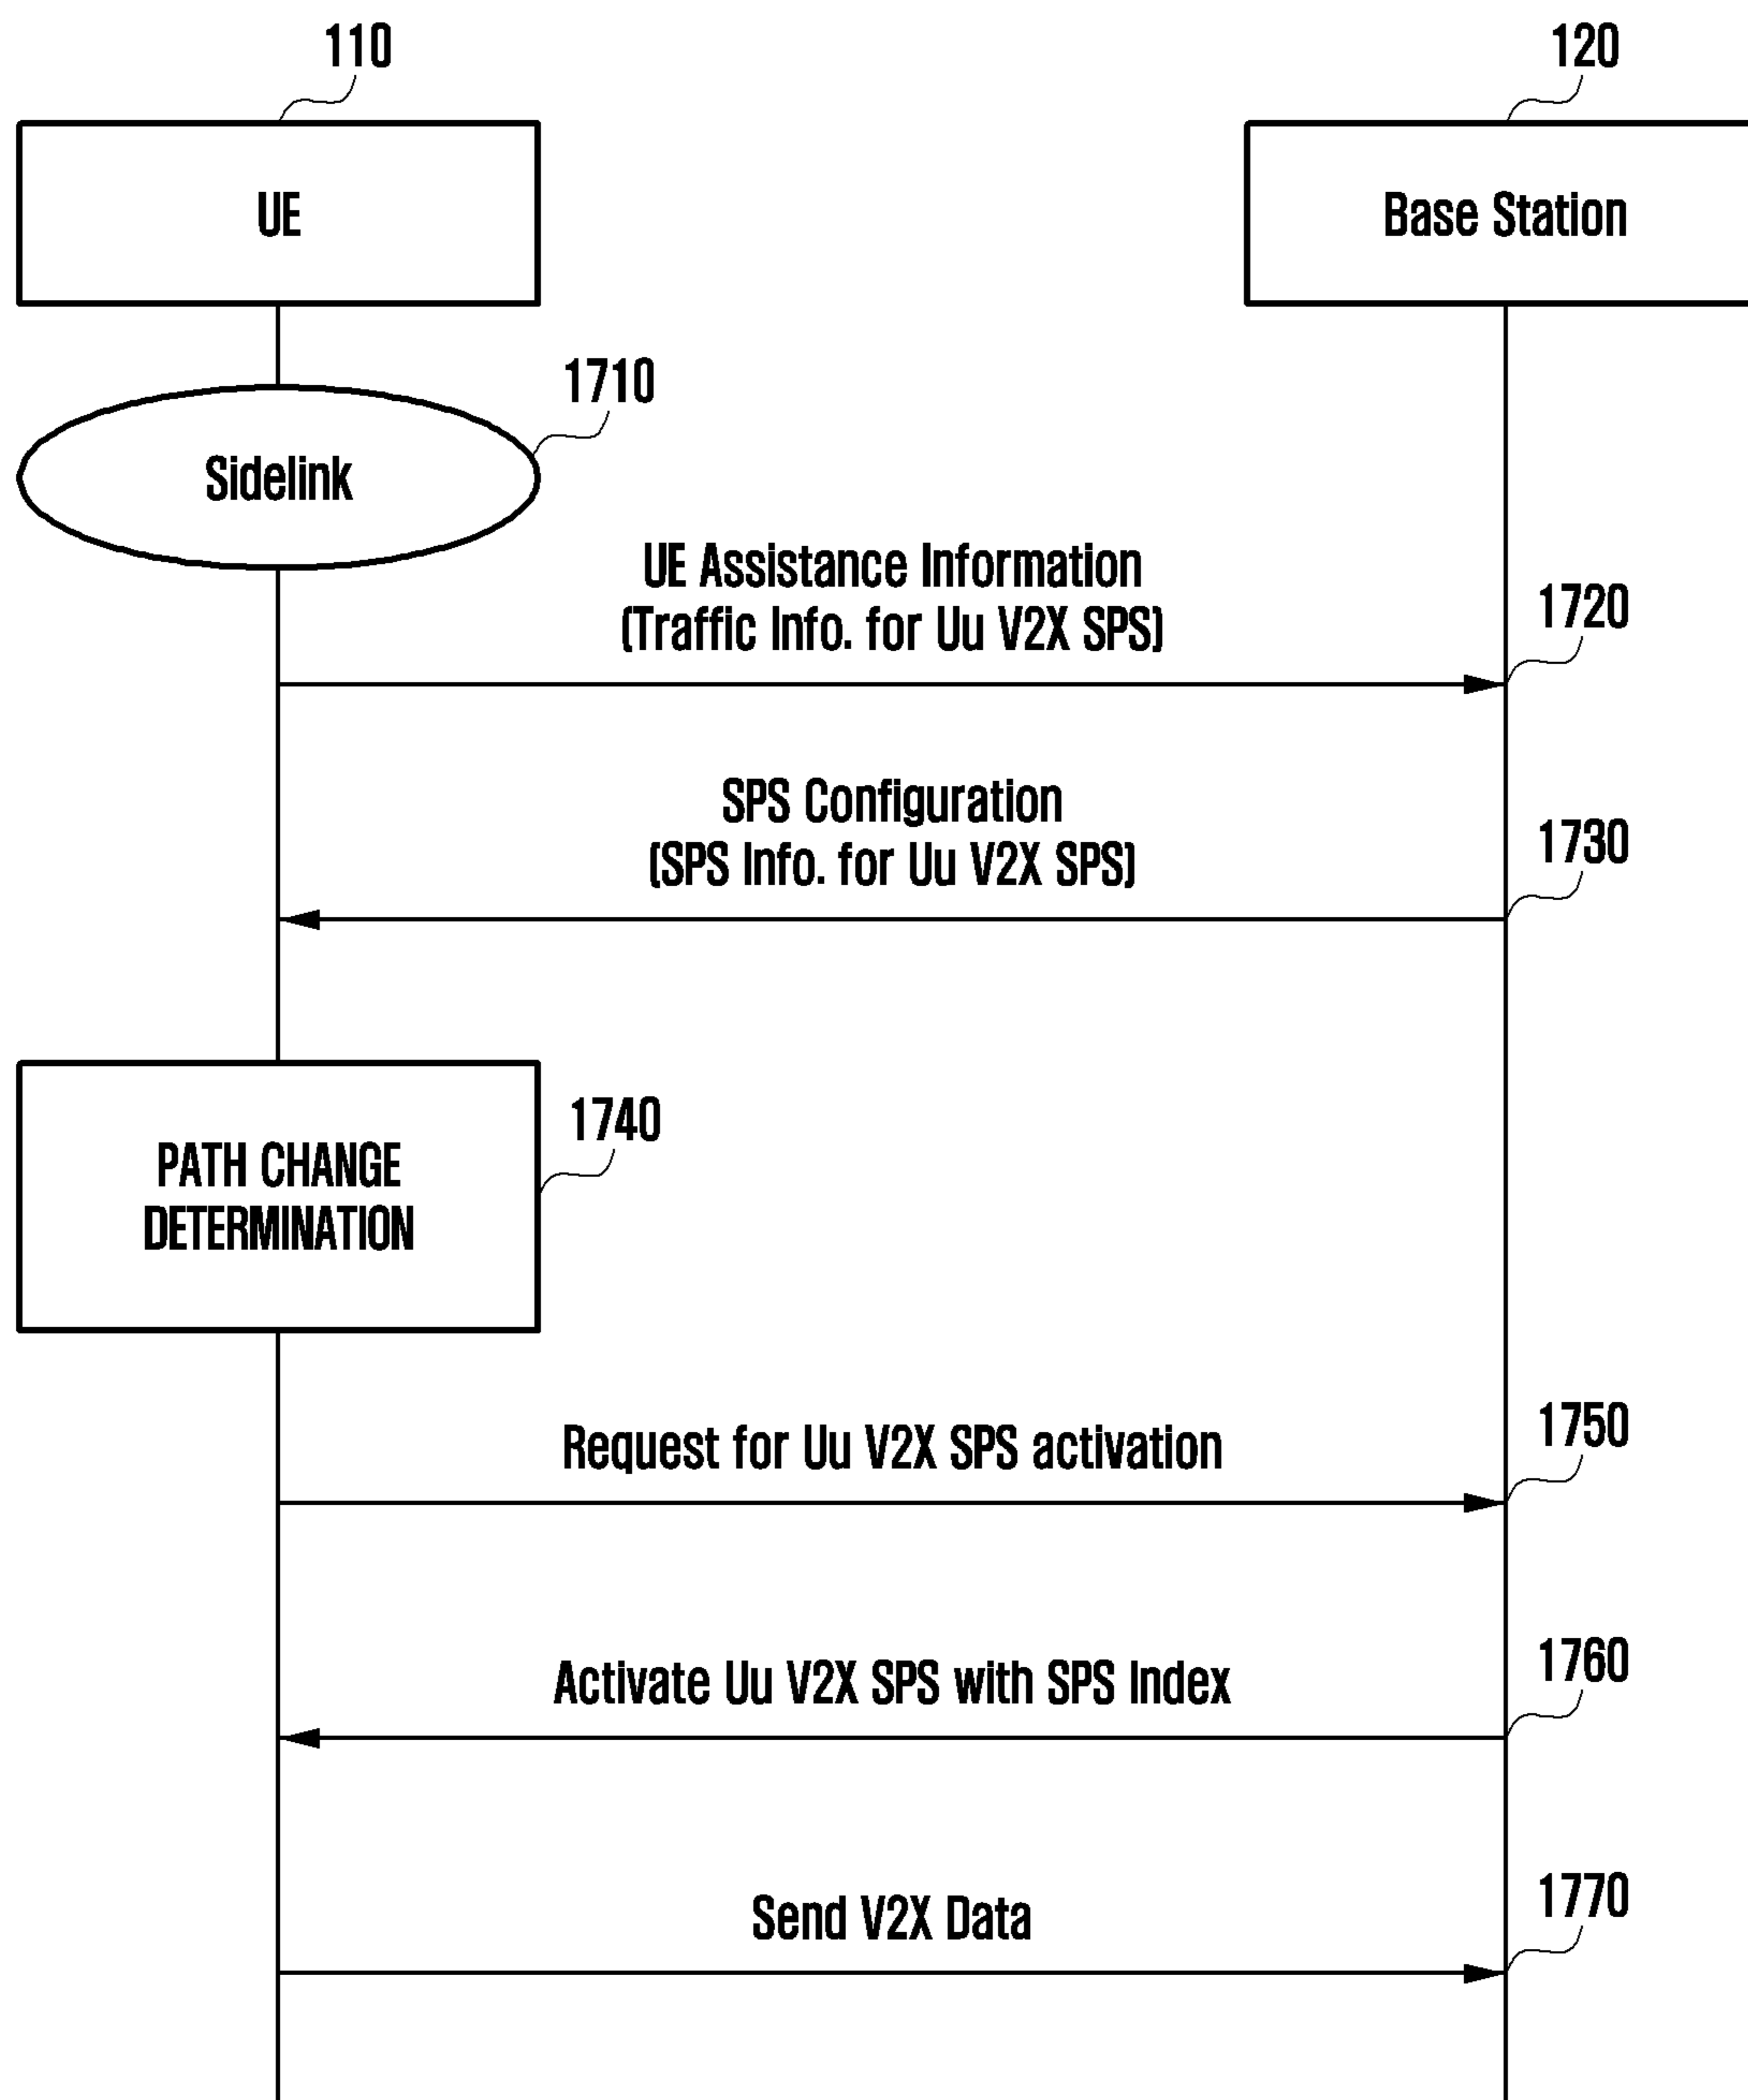 110
120
UE
Base Station
1710
Sidelink
UE Assistance Information
(Traffic Info. for Uu V2X SPS)
1720
SPS Configuration
(SPS Info. for Uu V2X SPS)
1730
PATH CHANGE
DETERMINATION
1740
Request for Uu V2X SPS activation
1750
Activate Uu V2X SPS with SPS Index
1760
Send V2X Data
1770